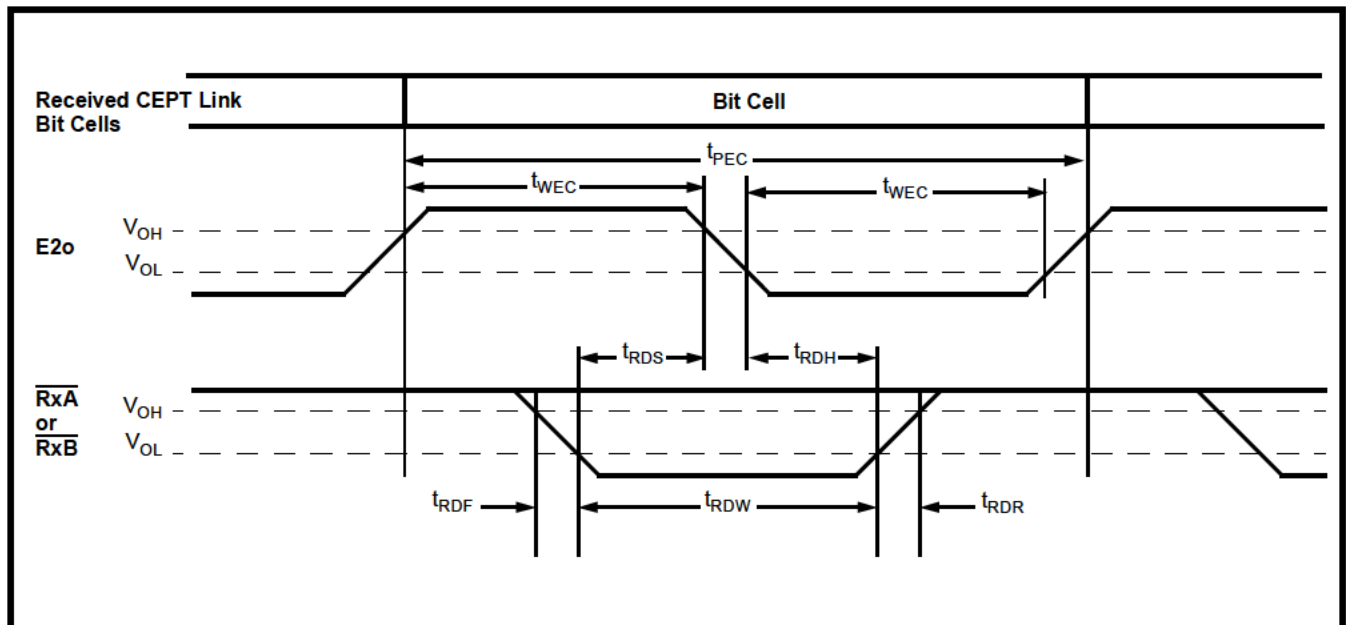 Received CEPT Link
Bit Cells
Bit Cell
tPEC
tWEC
tWEC
E2o
VOH
VOL
tRDS
tRDH
RxA
or
RxB
VOH
VOL
tRDF
tRDW
tRDR